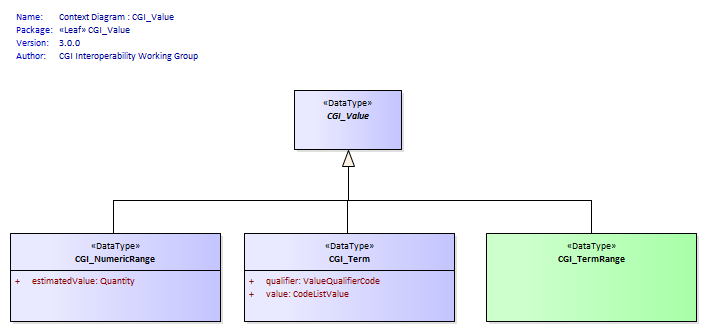 Name: Context Diagram : CGI_Value
Package: «Leaf» CGI_Value
Version: 3.0.0
Author: CGI Interoperability Working Group
«DataType»
CGI_Value
«DataType»
CGI_NumericRange
+ estimatedValue: Quantity
«DataType»
CGI_Term
+ qualifier: ValueQualifierCode
+ value: CodeListValue
«DataType»
CGI_TermRange